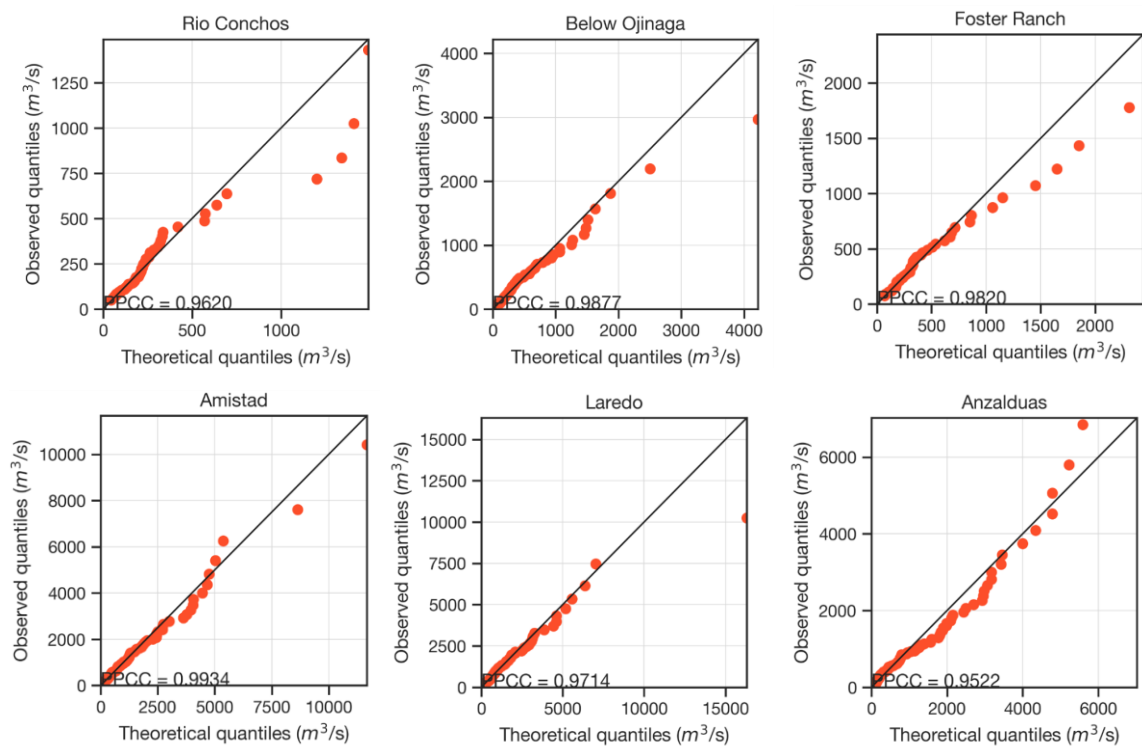 Rio Conchos
Observed quantiles (m³/s)
1250
1000
750
500
250
0
PPCC = 0.9620
0 500 1000
Theoretical quantiles (m³/s)
Below Ojinaga
Observed quantiles (m³/s)
4000
3000
2000
1000
0
PPCC = 0.9877
0 1000 2000 3000 4000
Theoretical quantiles (m³/s)
Foster Ranch
Observed quantiles (m³/s)
2000
1500
1000
500
0
PPCC = 0.9820
0 500 1000 1500 2000
Theoretical quantiles (m³/s)
Amistad
Observed quantiles (m³/s)
10000
8000
6000
4000
2000
0
PPCC = 0.9934
0 2500 5000 7500 10000
Theoretical quantiles (m³/s)
Laredo
Observed quantiles (m³/s)
15000
12500
10000
7500
5000
2500
0
PPCC = 0.9714
0 5000 10000 15000
Theoretical quantiles (m³/s)
Anzalduas
Observed quantiles (m³/s)
6000
4000
2000
0
PPCC = 0.9522
0 2000 4000 6000
Theoretical quantiles (m³/s)